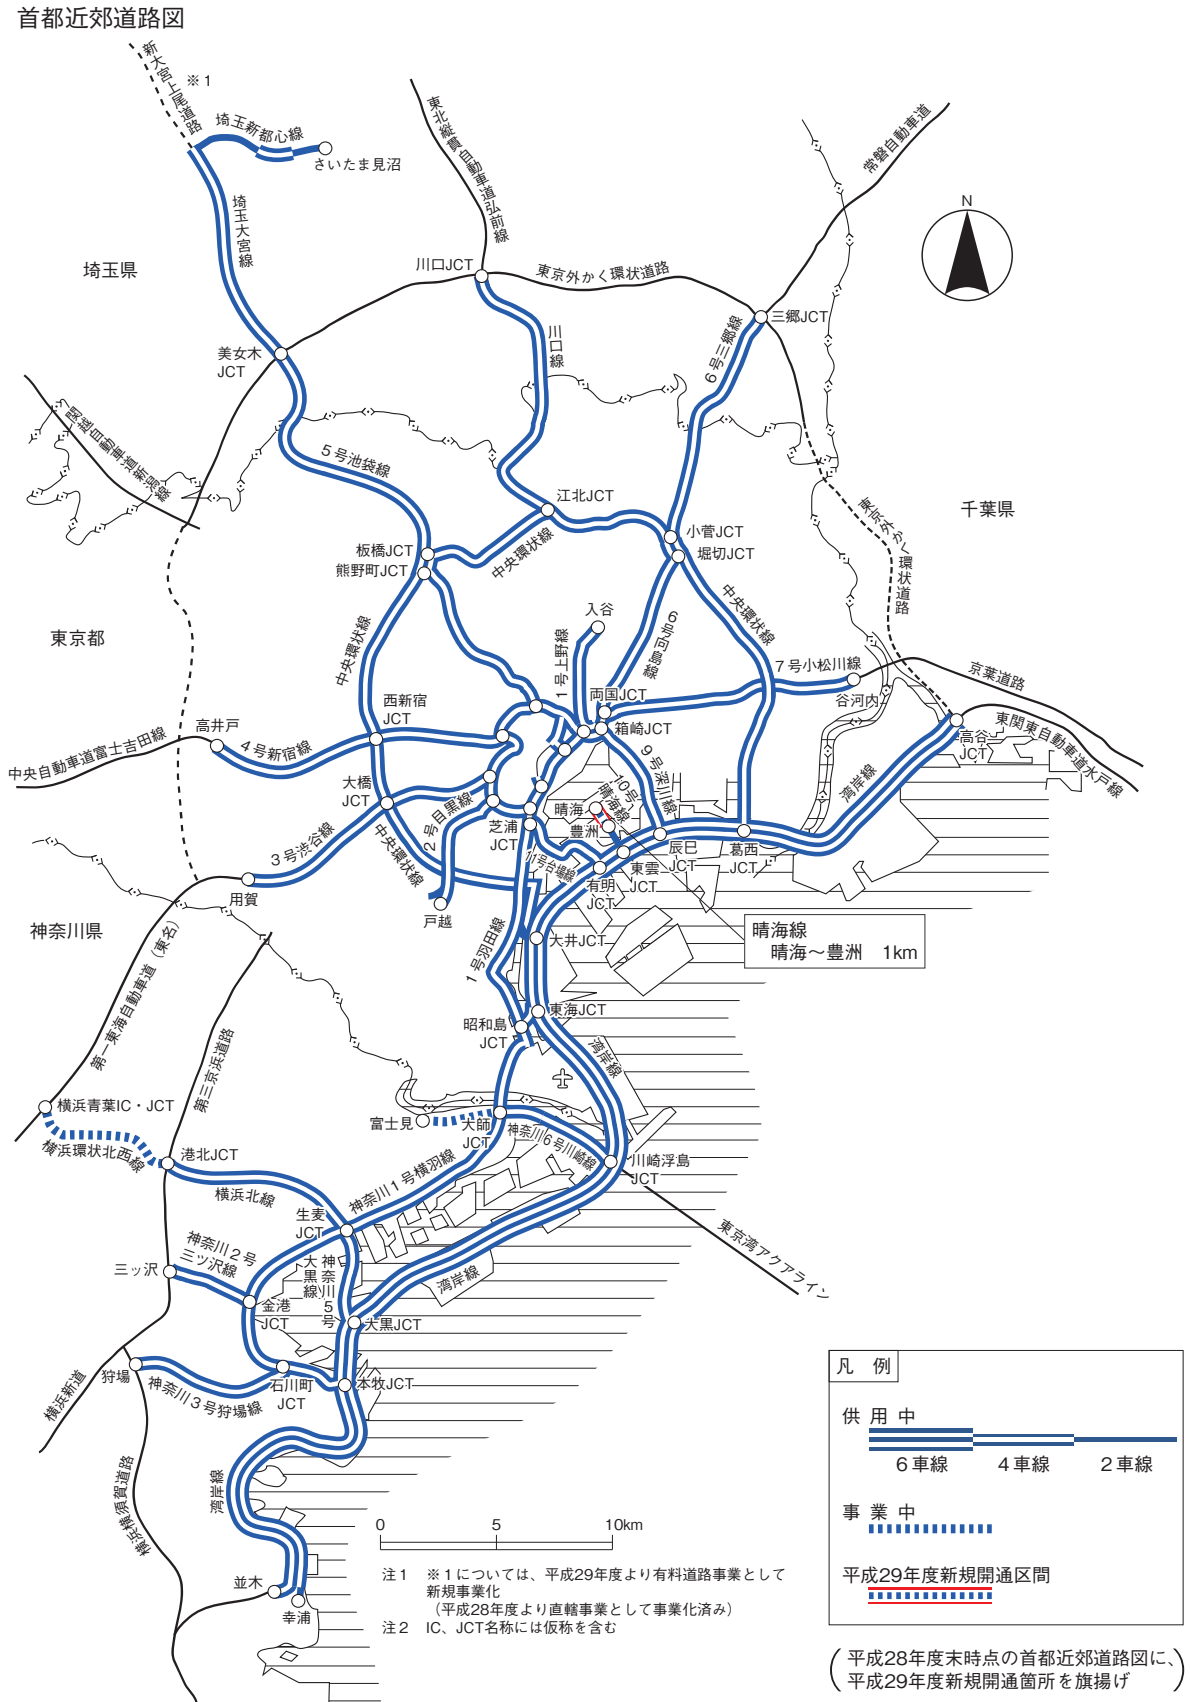 首都近郊道路図
新大宮上尾道路
※1
埼玉新都心線
さいたま見沼
東北縦貫自動車道弘前線
常磐自動車道
埼玉大宮線
N
埼玉県
川口JCT
東京外かく環状道路
三郷JCT
川口線
6号三郷線
美女木
JCT
関越自動車道新潟線
5号池袋線
江北JCT
東京外かく環状道路
千葉県
小菅JCT
板橋JCT
堀切JCT
熊野町JCT
中央環状線
中央環状線
入谷
東京都
中央環状線
1号上野線
6号向島線
7号小松川線
京葉道路
両国JCT
谷河内
西新宿
JCT
箱崎JCT
東関東自動車道水戸線
高井戸
4号新宿線
高谷
JCT
中央自動車道富士吉田線
9号深川線
湾岸線
大橋
JCT
10号
晴海線
晴海
2号目黒線
豊洲
芝浦
JCT
3号渋谷線
中央環状線
辰巳
JCT
葛西
JCT
11号台場線
東雲
JCT
有明
JCT
用賀
戸越
神奈川県
晴海線
晴海～豊洲 1km
大井JCT
1号羽田線
第一東海自動車道（東名）
東海JCT
昭和島
JCT
第三京浜道路
湾岸線
横浜青葉IC・JCT
富士見
大師
JCT
神奈川6号川崎線
横浜環状北西線
港北JCT
川崎浮島
JCT
神奈川1号横羽線
横浜北線
生麦
JCT
東京湾アクアライン
神奈川2号
三ッ沢線
三ッ沢
神奈川5号
大黒線
湾岸線
金港
JCT
大黒JCT
狩場
石川町
JCT
本牧JCT
横浜新道
神奈川3号狩場線
横浜横須賀道路
湾岸線
0 5 10km
並木
幸浦
注1 ※1については、平成29年度より有料道路事業として
新規事業化
（平成28年度より直轄事業として事業化済み）
注2 IC、JCT名称には仮称を含む
凡 例
供 用 中
6車線 4車線 2車線
事 業 中
平成29年度新規開通区間
（平成28年度末時点の首都近郊道路図に、
平成29年度新規開通箇所を旗揚げ）